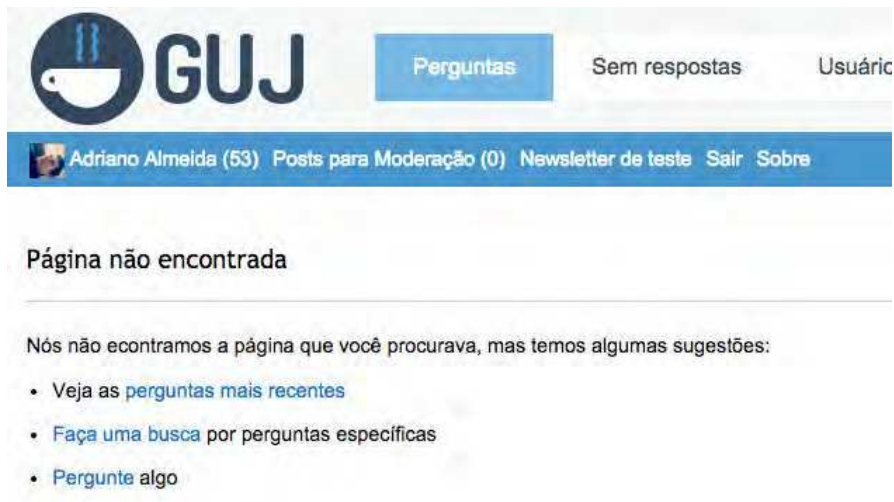 GUJ
Perguntas Sem respostas Usuário
Adriano Almeida (53) Posts para Moderação (0) Newsletter de teste Sair Sobre
Página não encontrada
Nós não econtramos a página que você procurava, mas temos algumas sugestões:
• Veja as perguntas mais recentes
• Faça uma busca por perguntas específicas
• Pergunte algo